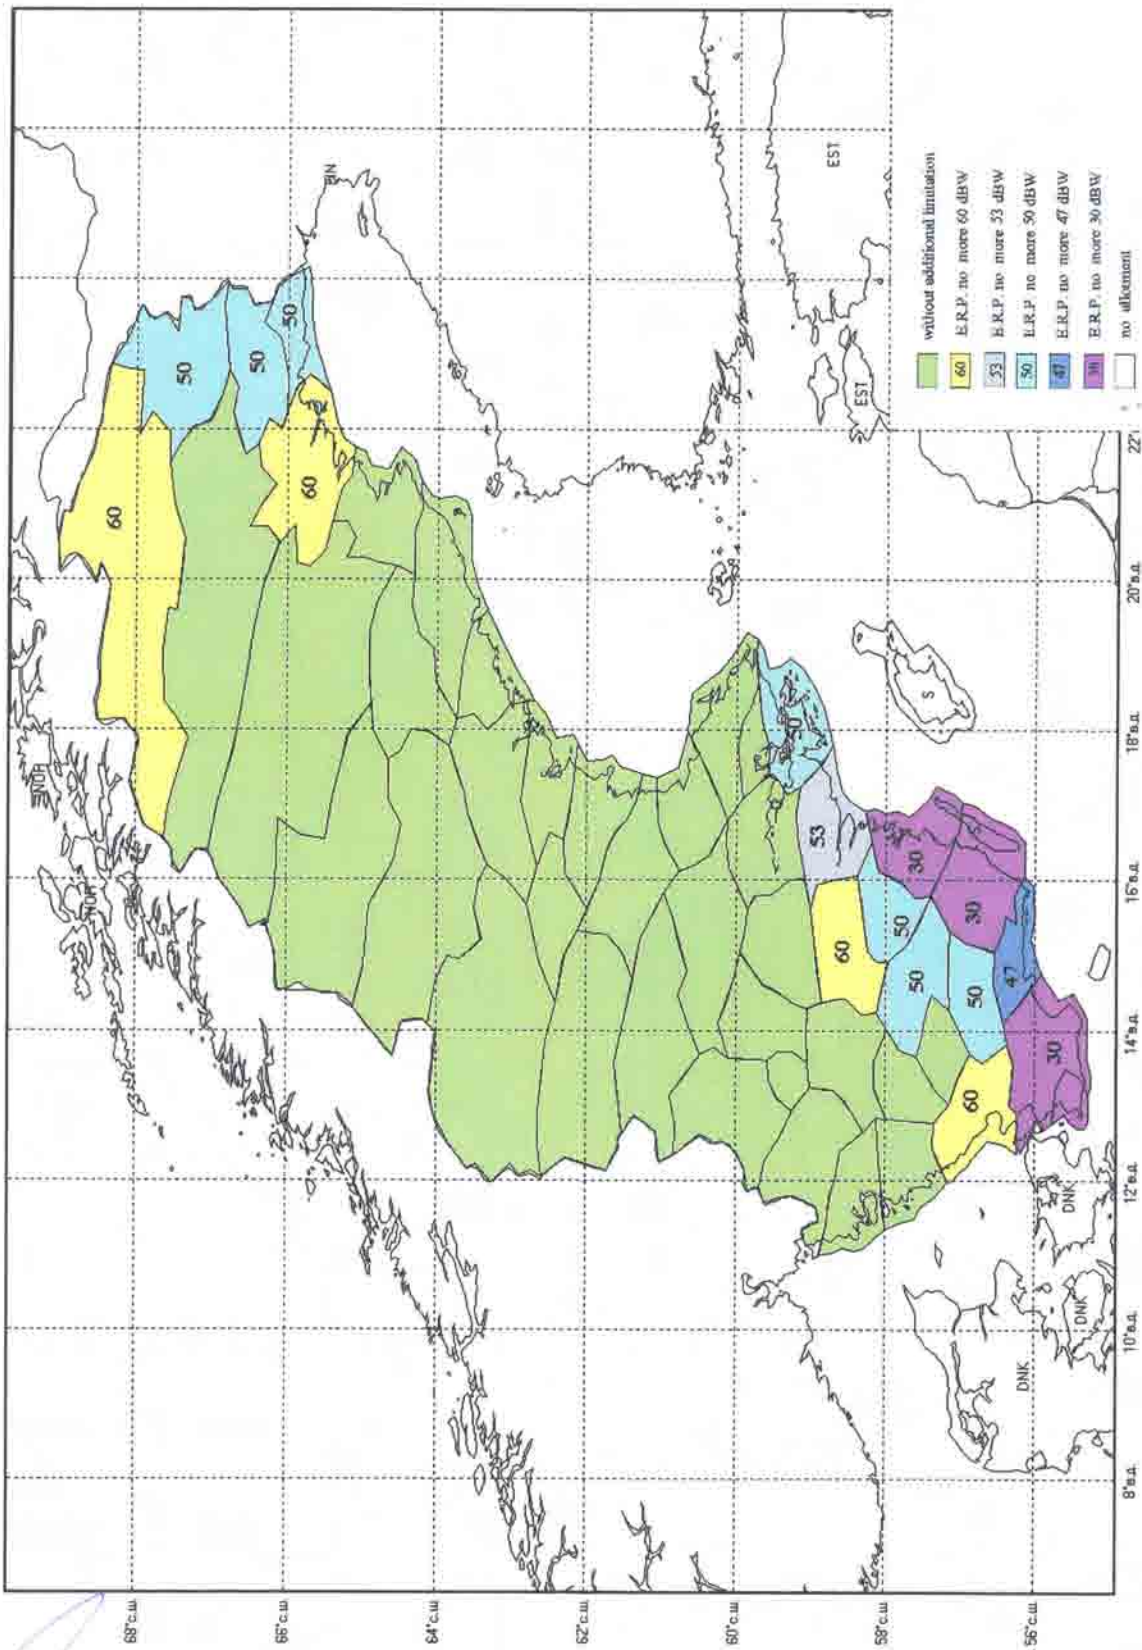 NOR
60
68°с.ш
50
50
66°с.ш
50
60
FIN
64°с.ш
62°с.ш
60°с.ш
50
53
EST
60
EST
58°с.ш
50
30
50
S
60
50
30
47
DNK
56°с.ш
30
DNK
DNK
without additional limitation
60 E.R.P. no more 60 dBW
53 E.R.P. no more 53 dBW
50 E.R.P. no more 50 dBW
47 E.R.P. no more 47 dBW
30 E.R.P. no more 30 dBW
no allotment
8°в.д.
10°в.д.
12°в.д.
14°в.д.
16°в.д.
18°в.д.
20°в.д.
22°